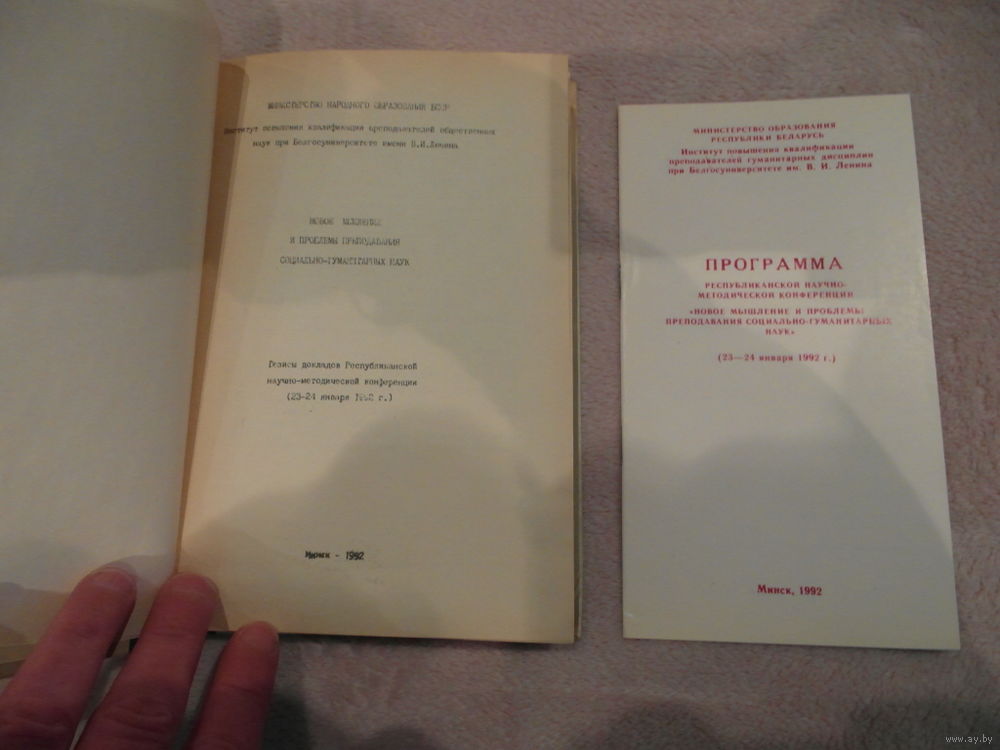 МИНИСТЕРСТВО НАРОДНОГО ОБРАЗОВАНИЯ БССР
Институт повышения квалификации преподавателей общественных
наук при Белгосуниверситете имени В.И.Ленина
НОВОЕ МЫШЛЕНИЕ
И ПРОБЛЕМЫ ПРЕПОДАВАНИЯ
СОЦИАЛЬНО-ГУМАНИТАРНЫХ НАУК
Тезисы докладов Республиканской
научно-методической конференции
(23-24 января 1992 г.)
Минск - 1992
МИНИСТЕРСТВО ОБРАЗОВАНИЯ
РЕСПУБЛИКИ БЕЛАРУСЬ
Институт повышения квалификации
преподавателей гуманитарных дисциплин
при Белгосуниверситете им. В. И. Ленина
ПРОГРАММА
РЕСПУБЛИКАНСКОЙ НАУЧНО-
МЕТОДИЧЕСКОЙ КОНФЕРЕНЦИИ
«НОВОЕ МЫШЛЕНИЕ И ПРОБЛЕМЫ
ПРЕПОДАВАНИЯ СОЦИАЛЬНО-ГУМАНИТАРНЫХ
НАУК»
(23—24 января 1992 г.)
Минск, 1992
www.ay.by